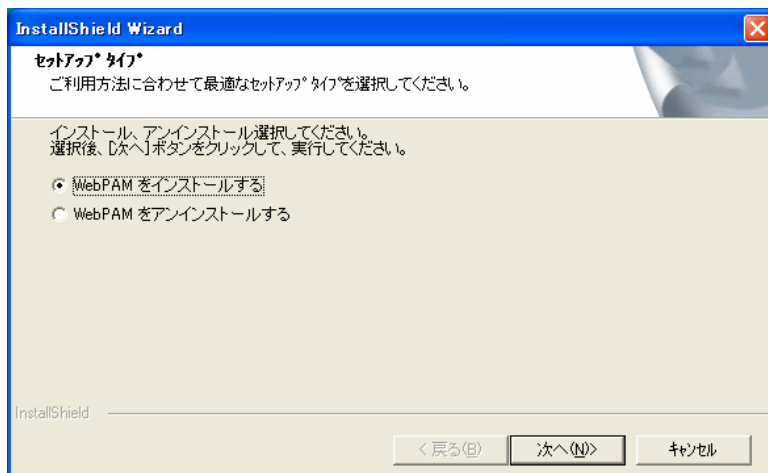 InstallShield Wizard
ｾｯﾄｱｯﾌﾟ ﾀｲﾌﾟ
ご利用方法に合わせて最適なｾｯﾄｱｯﾌﾟ ﾀｲﾌﾟを選択してください。
インストール、アンインストール選択してください。
選択後、[次へ]ボタンをクリックして、実行してください。
WebPAM をインストールする
WebPAM をアンインストールする
InstallShield
< 戻る(B)
次へ(N)>
ｷｬﾝｾﾙ